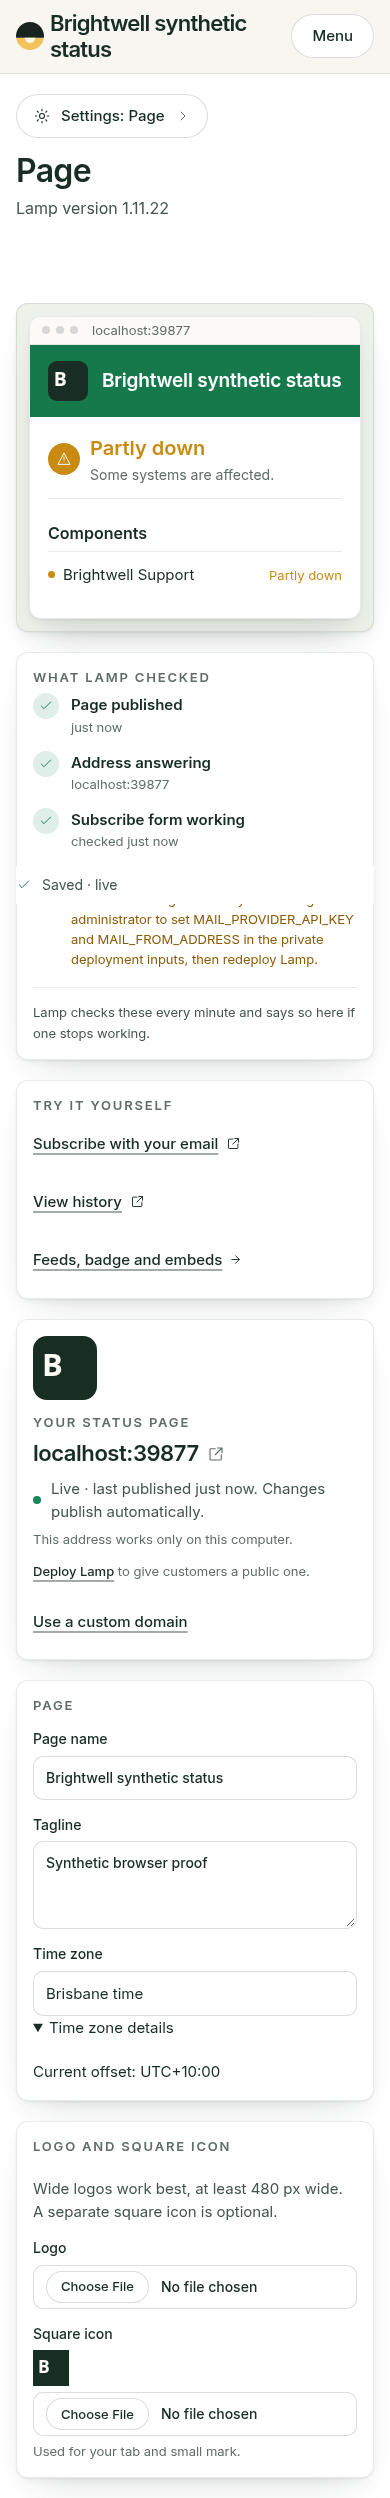 Brightwell synthetic
status
Menu
Settings: Page
Page
Lamp version 1.11.22
localhost:39877
B
Brightwell synthetic status
Partly down
Some systems are affected.
Components
Brightwell Support
Partly down
WHAT LAMP CHECKED
Page published
just now
Address answering
localhost:39877
Subscribe form working
checked just now
Saved · live
administrator to set MAIL_PROVIDER_API_KEY
and MAIL_FROM_ADDRESS in the private
deployment inputs, then redeploy Lamp.
Lamp checks these every minute and says so here if
one stops working.
TRY IT YOURSELF
Subscribe with your email
View history
Feeds, badge and embeds
B
YOUR STATUS PAGE
localhost:39877
Live · last published just now. Changes
publish automatically.
This address works only on this computer.
Deploy Lamp to give customers a public one.
Use a custom domain
PAGE
Page name
Brightwell synthetic status
Tagline
Synthetic browser proof
Time zone
Brisbane time
Time zone details
Current offset: UTC+10:00
LOGO AND SQUARE ICON
Wide logos work best, at least 480 px wide.
A separate square icon is optional.
Logo
Choose File No file chosen
Square icon
B
Choose File No file chosen
Used for your tab and small mark.